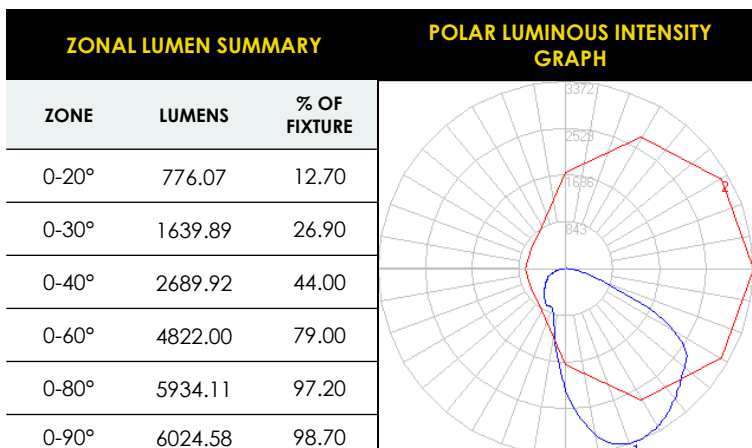 ZONAL LUMEN SUMMARY
POLAR LUMINOUS INTENSITY
GRAPH
ZONE LUMENS % OF
FIXTURE
0-20° 776.07 12.70
0-30° 1639.89 26.90
0-40° 2689.92 44.00
0-60° 4822.00 79.00
0-80° 5934.11 97.20
0-90° 6024.58 98.70
3372
2529
1686
843
2
1